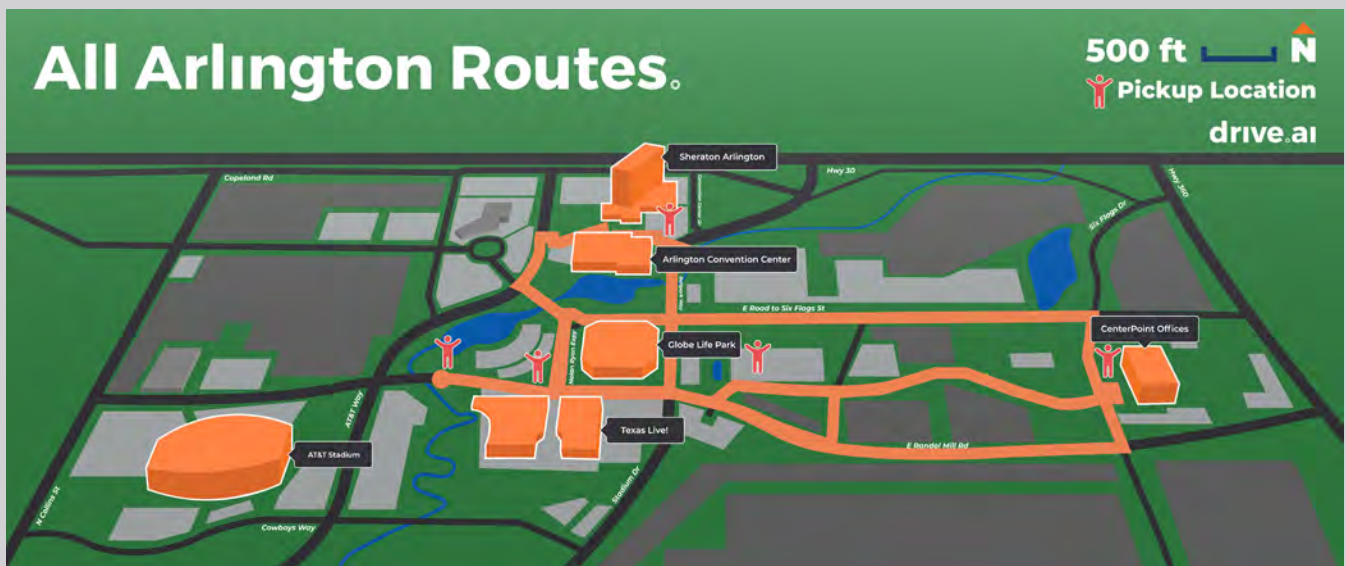 All Arlington Routes.
500 ft N
Pickup Location
drive.ai
Sheraton Arlington
Copeland Rd
Hwy 30
Hwy 360
Six Flags Dr
Arlington Convention Center
E Road to Six Flags St
CenterPoint Offices
Globe Life Park
Nolan Ryan Expy
AT&T Way
Texas Live!
E Randol Mill Rd
AT&T Stadium
N Collins St
Stadium Dr
Cowboys Way